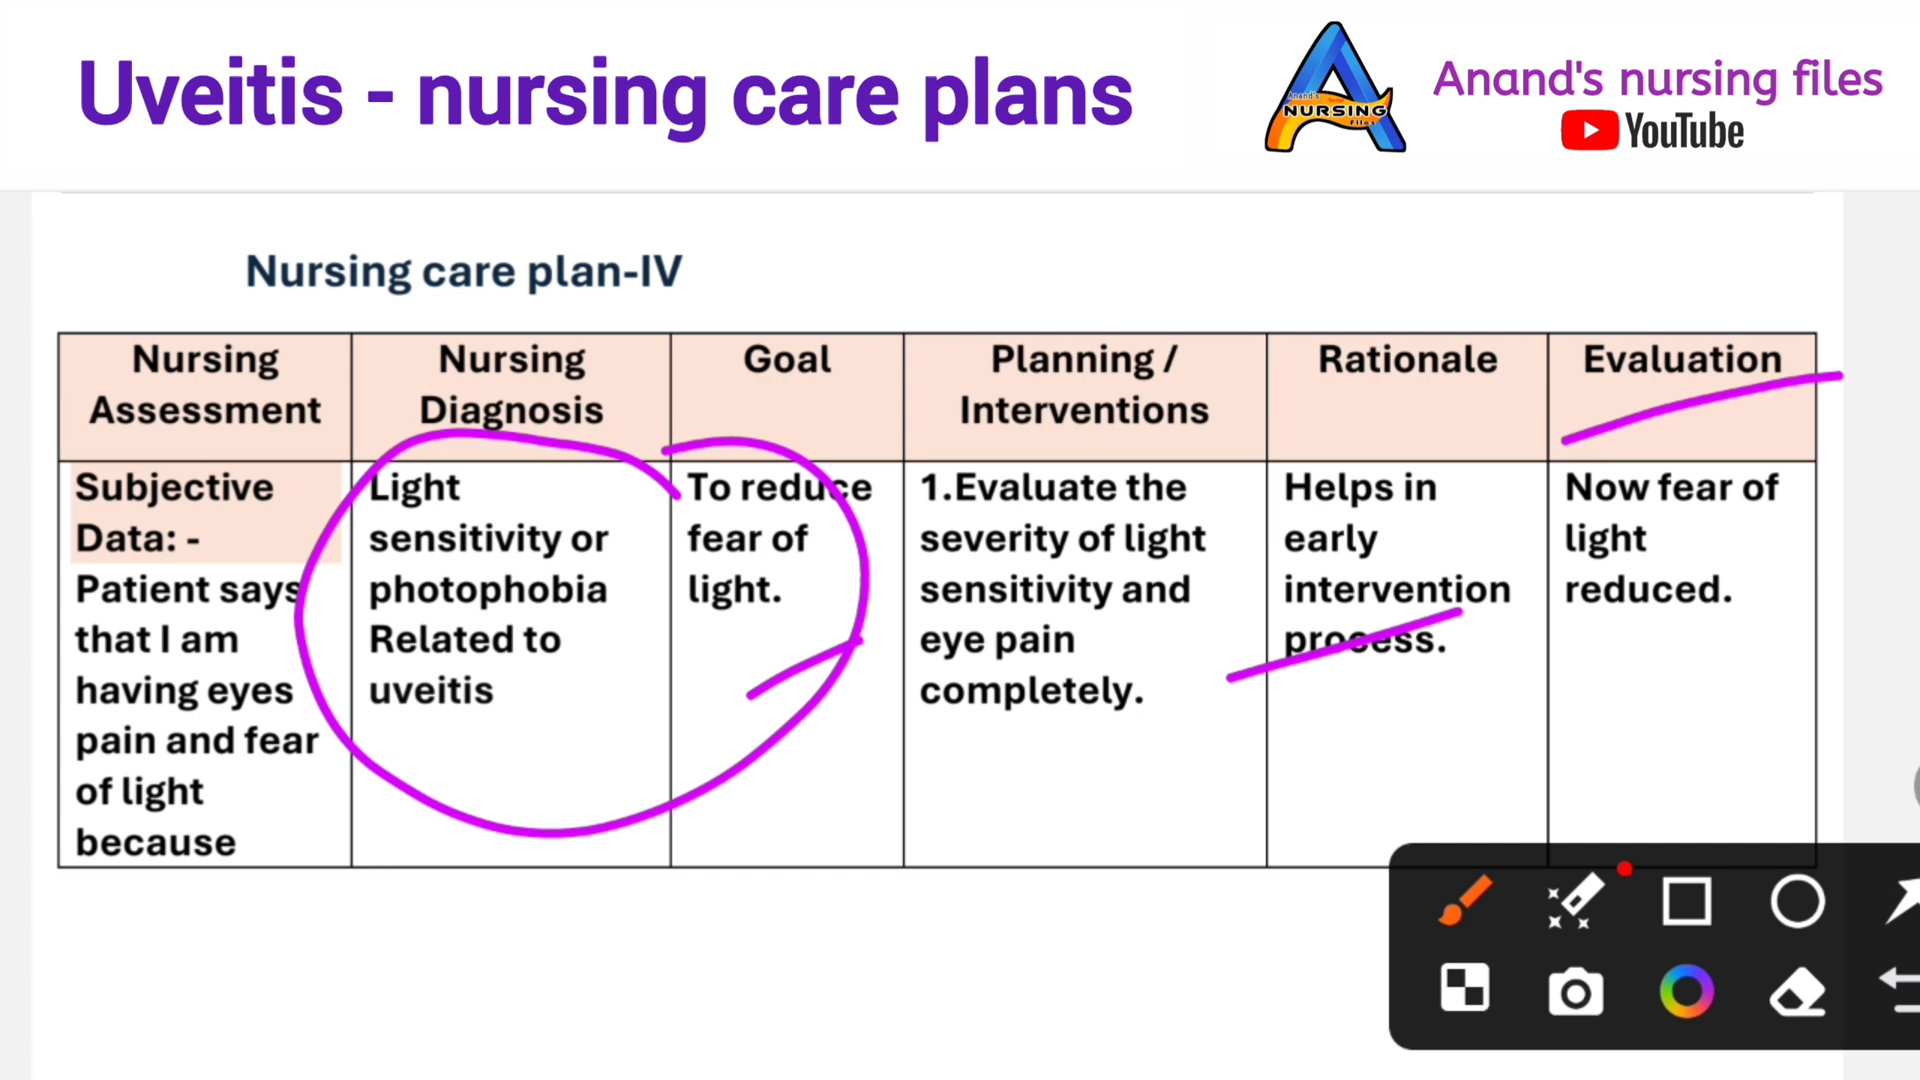 Uveitis - nursing care plans
Anand's
NURSING
files
Anand's nursing files
YouTube
Nursing care plan-IV
Nursing
Assessment
Nursing
Diagnosis
Goal
Planning /
Interventions
Rationale
Evaluation
Subjective
Data: -
Patient says
that I am
having eyes
pain and fear
of light
because
Light
sensitivity or
photophobia
Related to
uveitis
To reduce
fear of
light.
1.Evaluate the
severity of light
sensitivity and
eye pain
completely.
Helps in
early
intervention
process.
Now fear of
light
reduced.